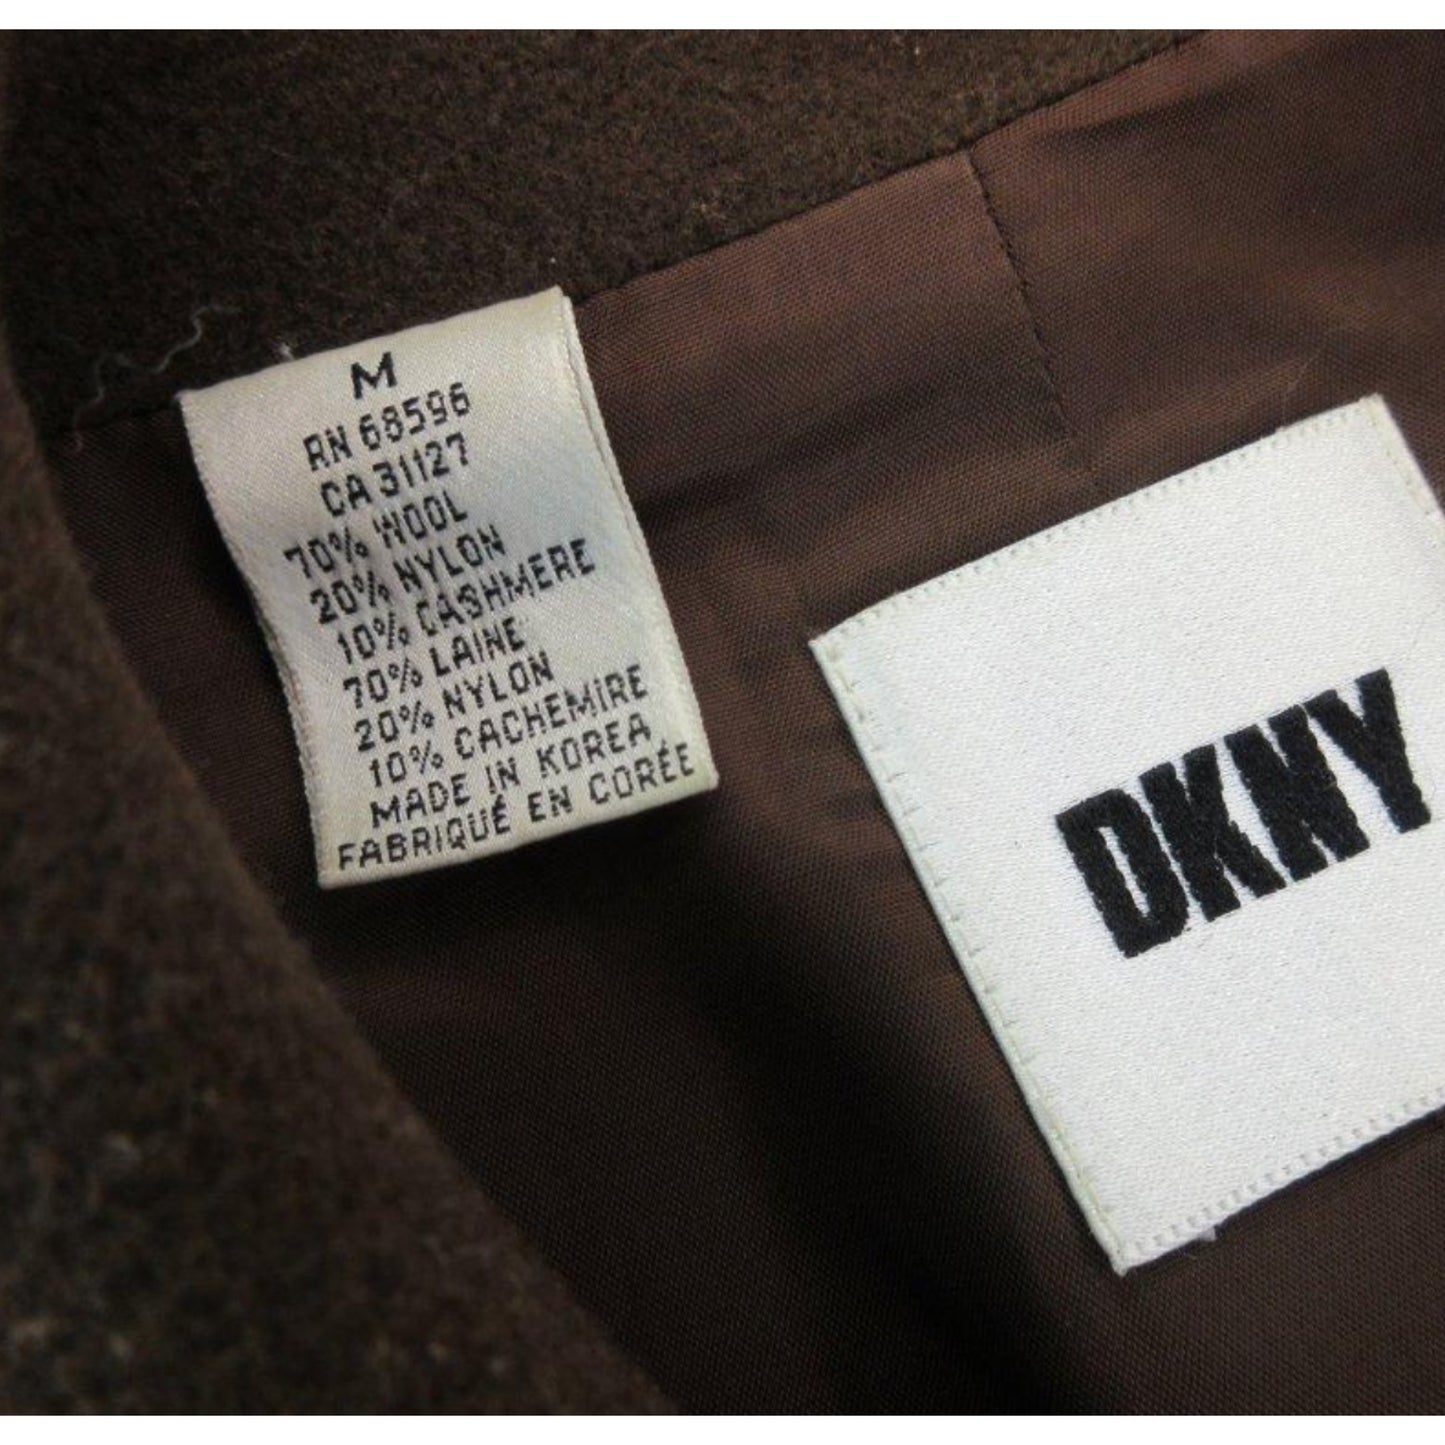 M
RN 68596
CA 31127
70% WOOL
20% NYLON
10% CASHMERE
70% LAINE
20% NYLON
10% CACHEMIRE
MADE IN KOREA
FABRIQUÉ EN CORÉE
DKNY